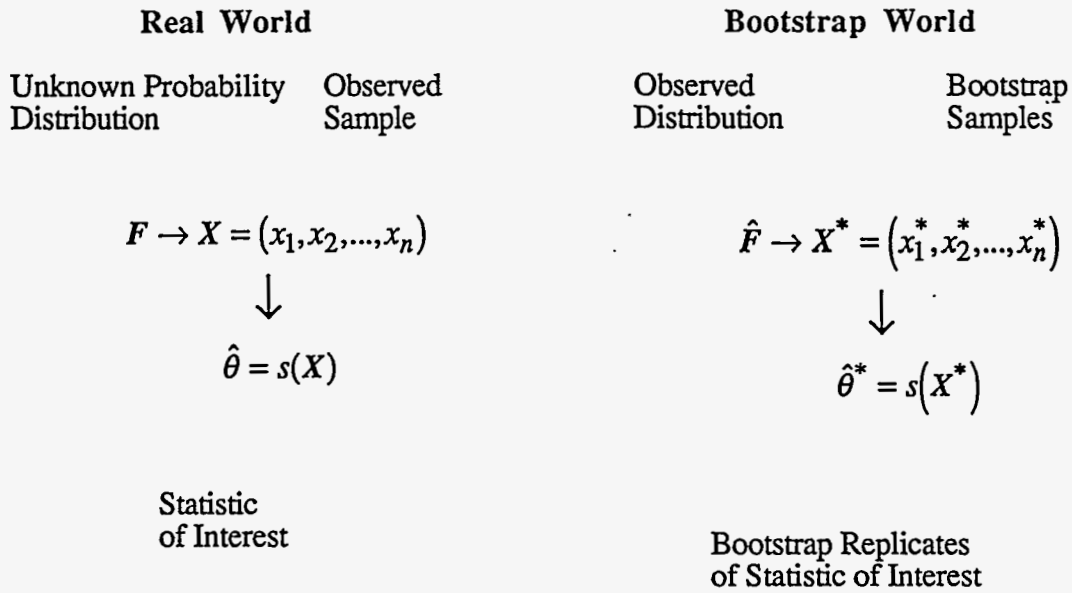 Real World
Unknown Probability
Distribution
Observed
Sample
F → X = (x₁,x₂,...,xₙ)
↓
θ̂ = s(X)
Statistic
of Interest
Bootstrap World
Observed
Distribution
Bootstrap
Samples
F̂ → X* = (x₁*,x₂*,...,xₙ*)
↓
θ̂* = s(X*)
Bootstrap Replicates
of Statistic of Interest